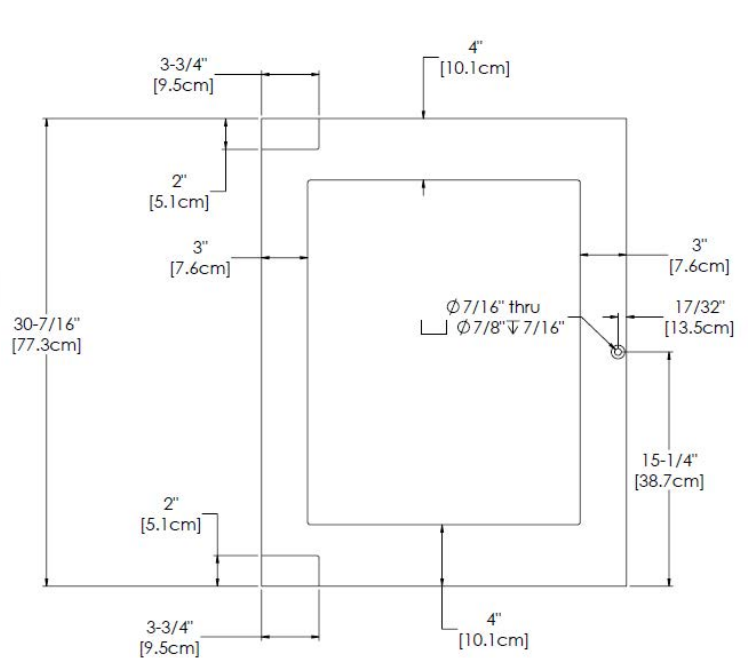 4"
[10.1cm]
3-3/4"
[9.5cm]
2"
[5.1cm]
3"
[7.6cm]
3"
[7.6cm]
⌀7/16" thru
⌴ ⌀7/8"↧7/16"
17/32"
[13.5cm]
30-7/16"
[77.3cm]
15-1/4"
[38.7cm]
2"
[5.1cm]
3-3/4"
[9.5cm]
4"
[10.1cm]